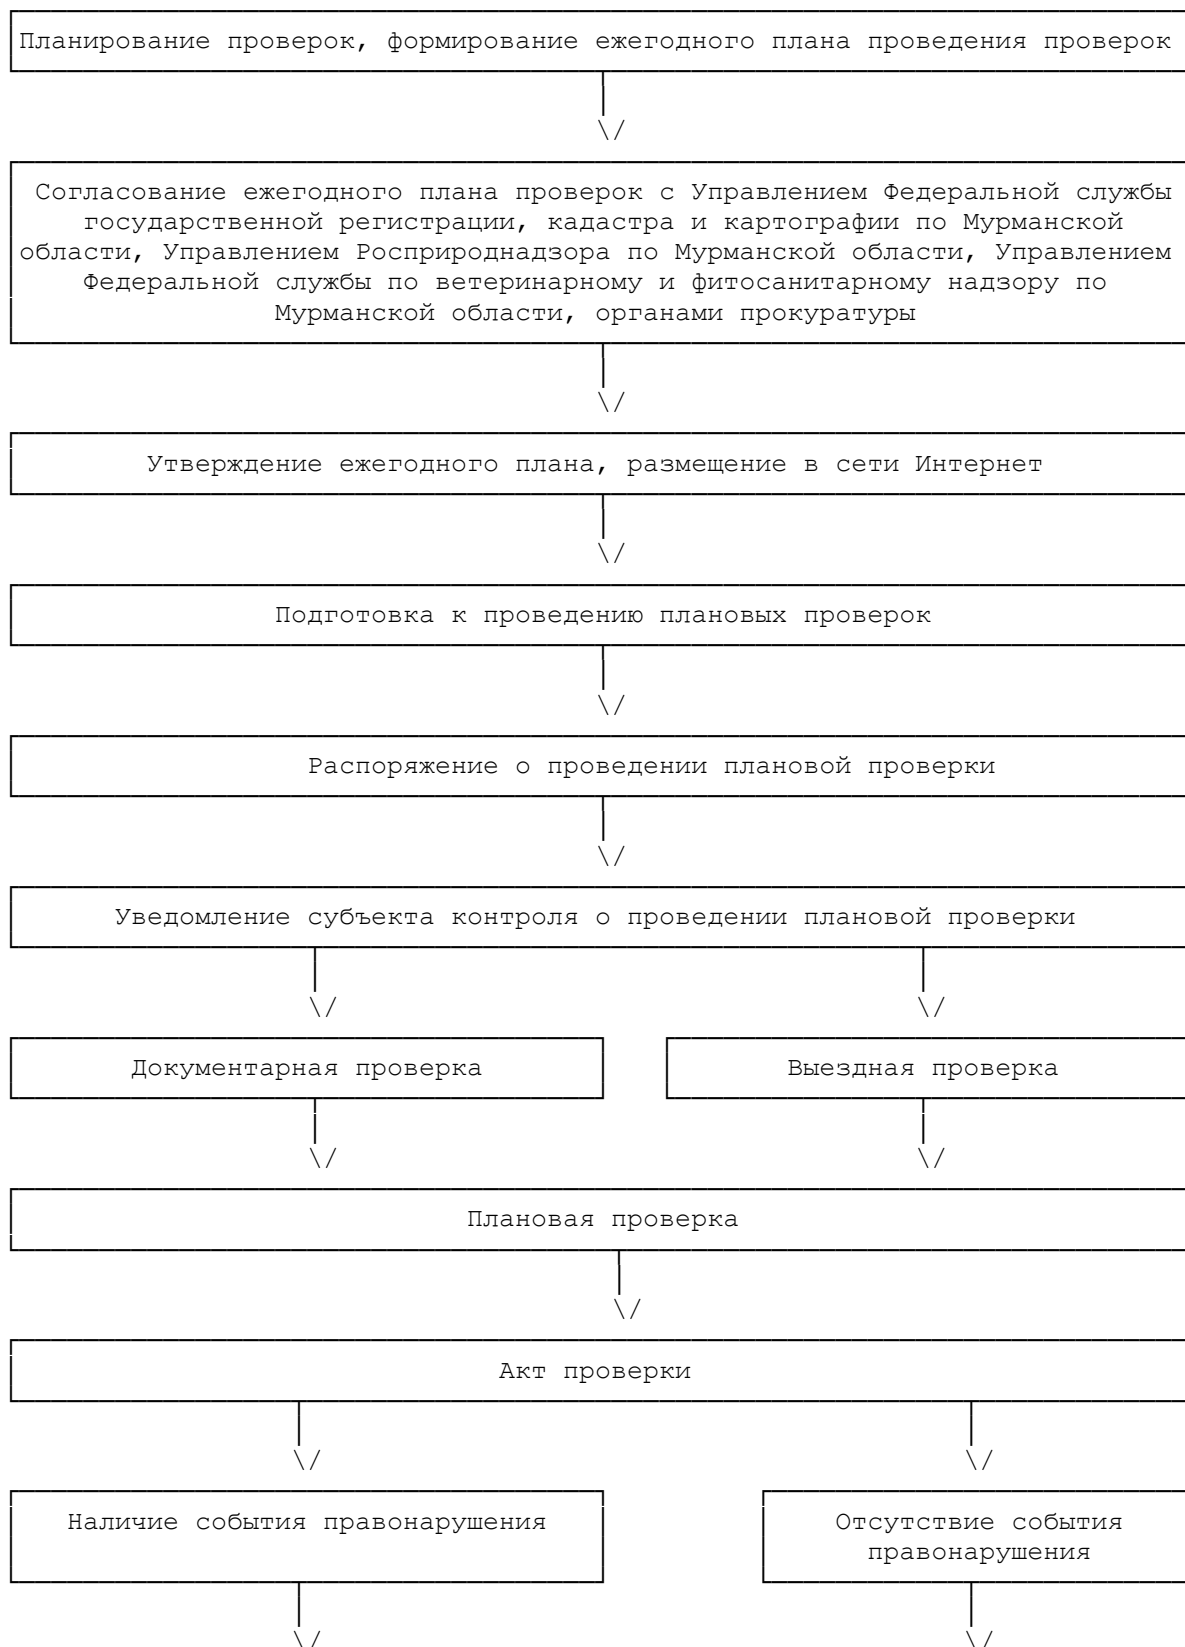 Планирование проверок, формирование ежегодного плана проведения проверок
Согласование ежегодного плана проверок с Управлением Федеральной службы
государственной регистрации, кадастра и картографии по Мурманской
области, Управлением Росприроднадзора по Мурманской области, Управлением
Федеральной службы по ветеринарному и фитосанитарному надзору по
Мурманской области, органами прокуратуры
Утверждение ежегодного плана, размещение в сети Интернет
Подготовка к проведению плановых проверок
Распоряжение о проведении плановой проверки
Уведомление субъекта контроля о проведении плановой проверки
Документарная проверка
Выездная проверка
Плановая проверка
Акт проверки
Наличие события правонарушения
Отсутствие события
правонарушения